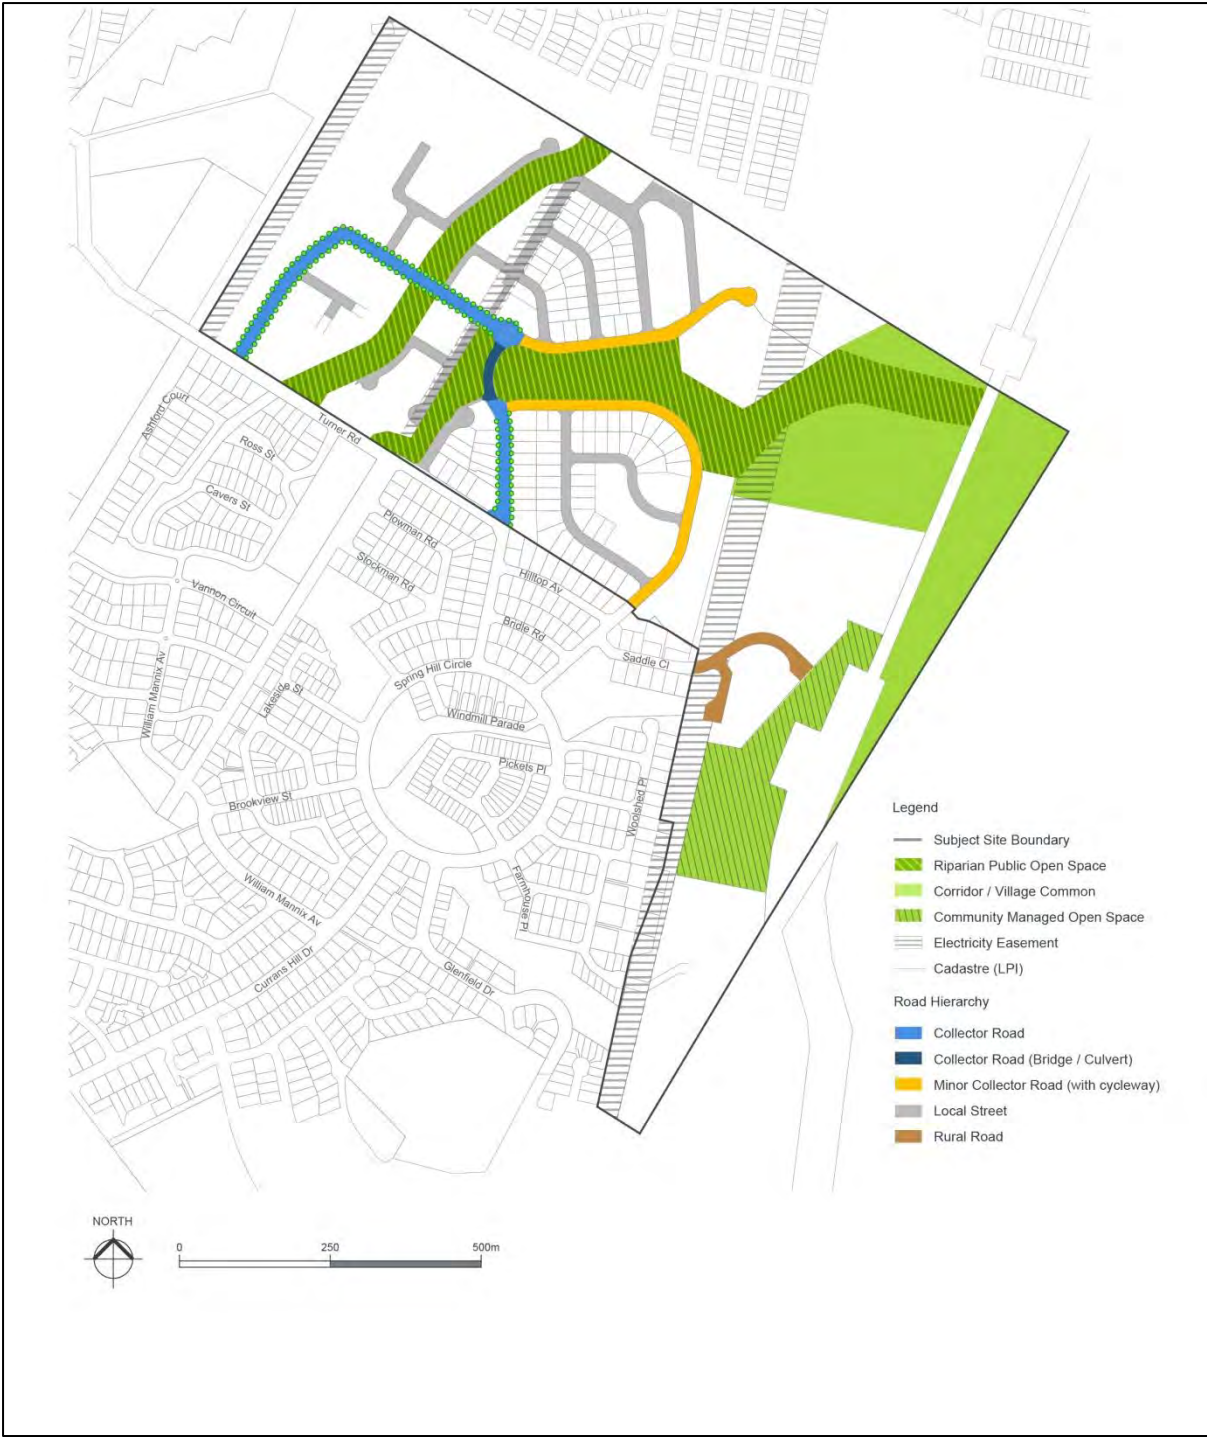 Ashford Court
Ross St
Cavers St
Turner Rd
Plowman Rd
Stockman Rd
Vannon Circuit
Hilltop Av
Bridle Rd
Saddle Cl
William Mannix Av
Lakeside St
Spring Hill Circle
Windmill Parade
Pickets Pl
Brookview St
Woolshed Pl
William Mannix Av
Farmhouse Pl
Currans Hill Dr
Glenfield Dr
Legend
Subject Site Boundary
Riparian Public Open Space
Corridor / Village Common
Community Managed Open Space
Electricity Easement
Cadastre (LPI)
Road Hierarchy
Collector Road
Collector Road (Bridge / Culvert)
Minor Collector Road (with cycleway)
Local Street
Rural Road
NORTH
0 250 500m